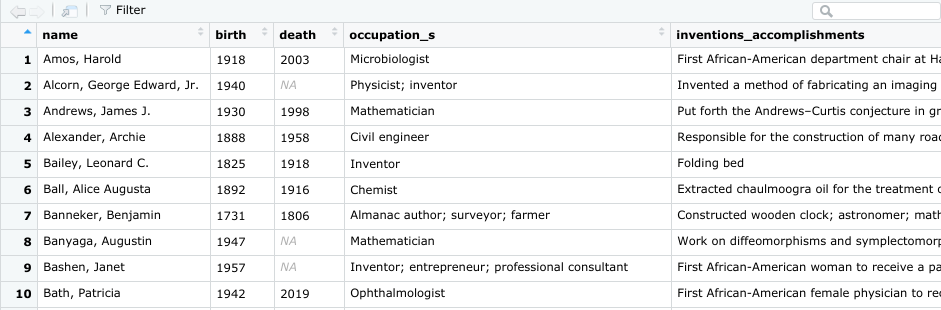 Filter
name birth death occupation_s inventions_accomplishments
1 Amos, Harold 1918 2003 Microbiologist First African-American department chair at Ha
2 Alcorn, George Edward, Jr. 1940 NA Physicist; inventor Invented a method of fabricating an imaging
3 Andrews, James J. 1930 1998 Mathematician Put forth the Andrews–Curtis conjecture in gr
4 Alexander, Archie 1888 1958 Civil engineer Responsible for the construction of many road
5 Bailey, Leonard C. 1825 1918 Inventor Folding bed
6 Ball, Alice Augusta 1892 1916 Chemist Extracted chaulmoogra oil for the treatment o
7 Banneker, Benjamin 1731 1806 Almanac author; surveyor; farmer Constructed wooden clock; astronomer; math
8 Banyaga, Augustin 1947 NA Mathematician Work on diffeomorphisms and symplectomorp
9 Bashen, Janet 1957 NA Inventor; entrepreneur; professional consultant First African-American woman to receive a pa
10 Bath, Patricia 1942 2019 Ophthalmologist First African-American female physician to rec